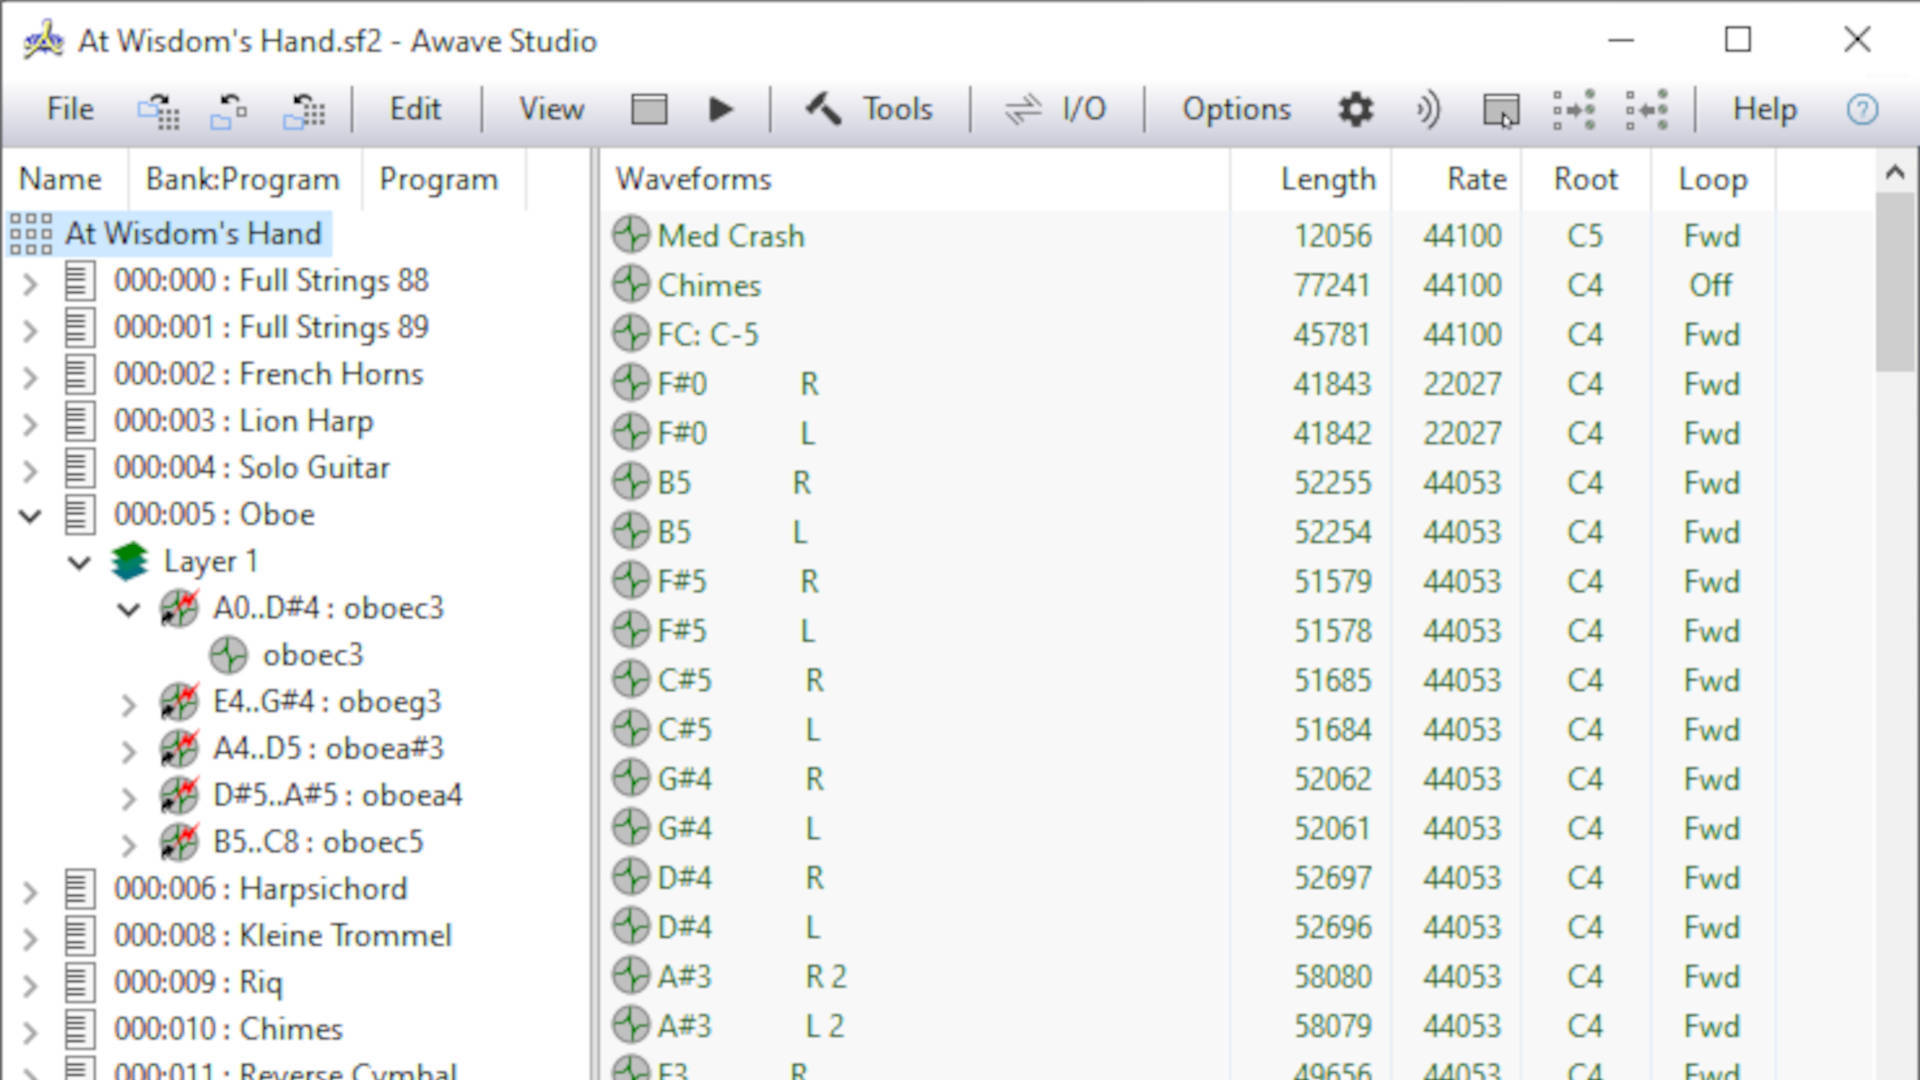 At Wisdom's Hand.sf2 - Awave Studio
File Edit View Tools I/O Options Help
Name Bank:Program Program
At Wisdom's Hand
000:000 : Full Strings 88
000:001 : Full Strings 89
000:002 : French Horns
000:003 : Lion Harp
000:004 : Solo Guitar
000:005 : Oboe
Layer 1
A0..D#4 : oboec3
oboec3
E4..G#4 : oboeg3
A4..D5 : oboea#3
D#5..A#5 : oboea4
B5..C8 : oboec5
000:006 : Harpsichord
000:008 : Kleine Trommel
000:009 : Riq
000:010 : Chimes
000:011 : Reverse Cymbal
Waveforms Length Rate Root Loop
Med Crash 12056 44100 C5 Fwd
Chimes 77241 44100 C4 Off
FC: C-5 45781 44100 C4 Fwd
F#0 R 41843 22027 C4 Fwd
F#0 L 41842 22027 C4 Fwd
B5 R 52255 44053 C4 Fwd
B5 L 52254 44053 C4 Fwd
F#5 R 51579 44053 C4 Fwd
F#5 L 51578 44053 C4 Fwd
C#5 R 51685 44053 C4 Fwd
C#5 L 51684 44053 C4 Fwd
G#4 R 52062 44053 C4 Fwd
G#4 L 52061 44053 C4 Fwd
D#4 R 52697 44053 C4 Fwd
D#4 L 52696 44053 C4 Fwd
A#3 R 2 58080 44053 C4 Fwd
A#3 L 2 58079 44053 C4 Fwd
R 49656 44053 C4 Fwd